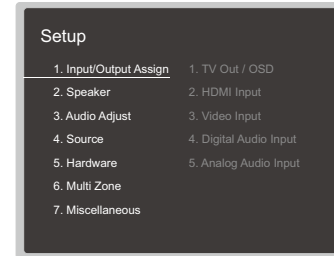 Setup
1. Input/Output Assign
2. Speaker
3. Audio Adjust
4. Source
5. Hardware
6. Multi Zone
7. Miscellaneous
1. TV Out / OSD
2. HDMI Input
3. Video Input
4. Digital Audio Input
5. Analog Audio Input